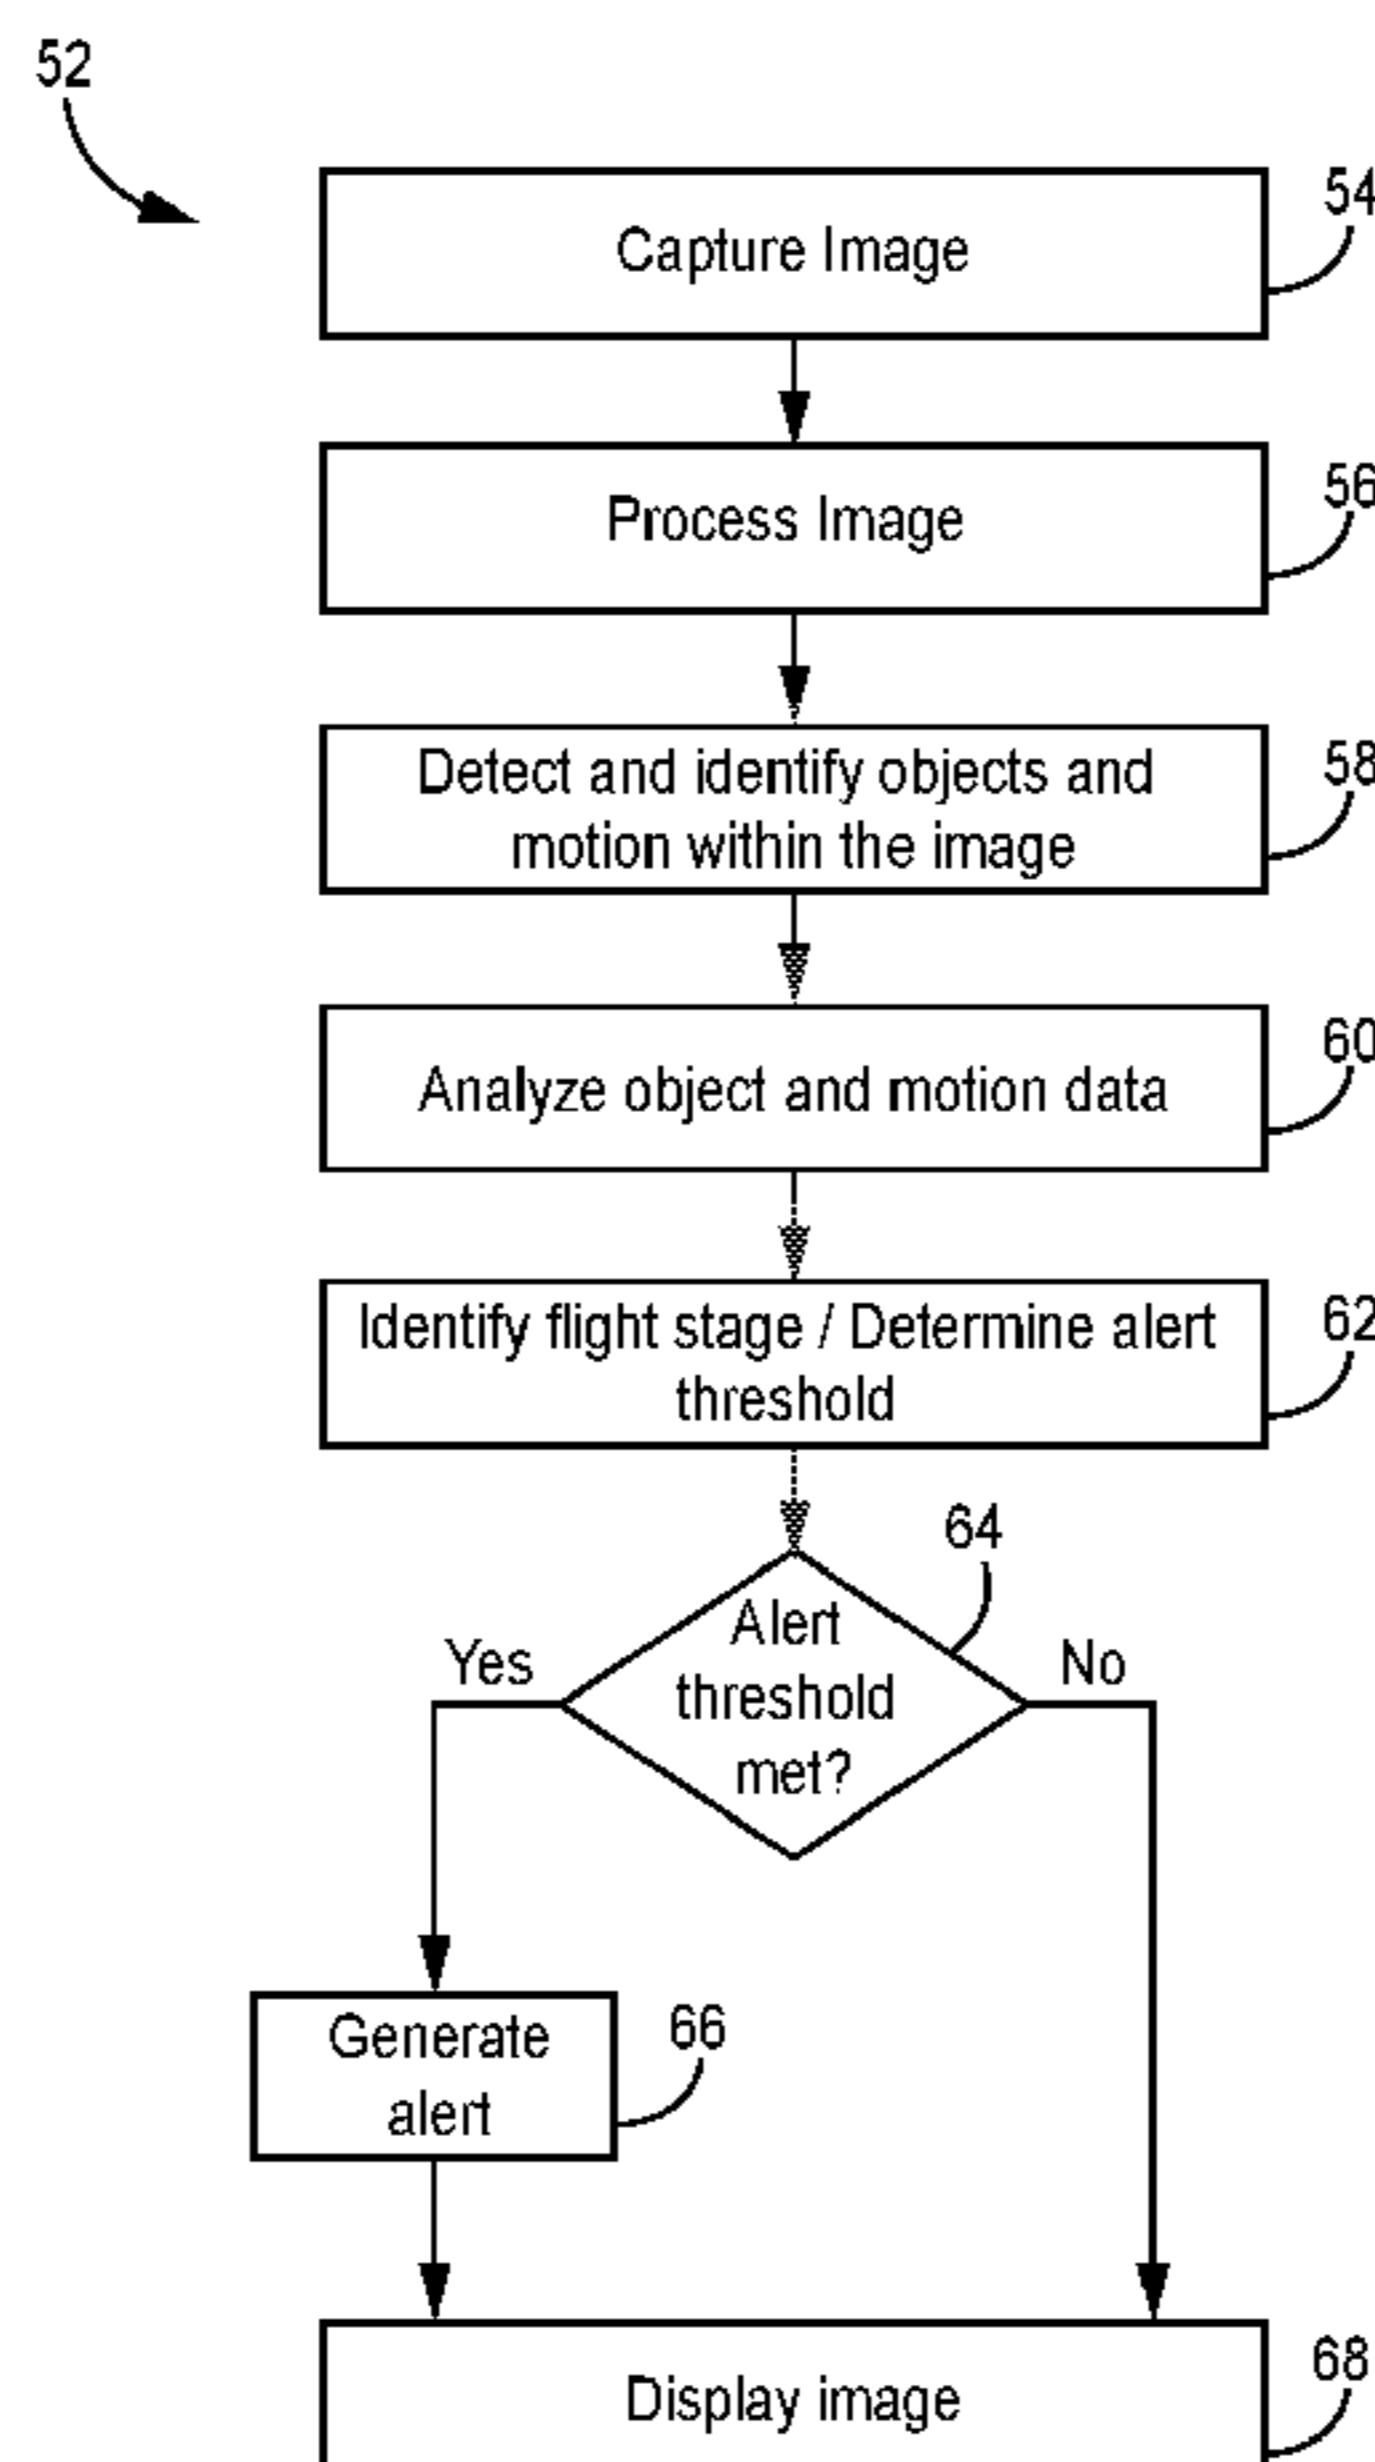 52
54
Capture Image
56
Process Image
58
Detect and identify objects and
motion within the image
60
Analyze object and motion data
62
Identify flight stage / Determine alert
threshold
64
Alert
threshold
met?
Yes
No
Generate
alert
66
68
Display image